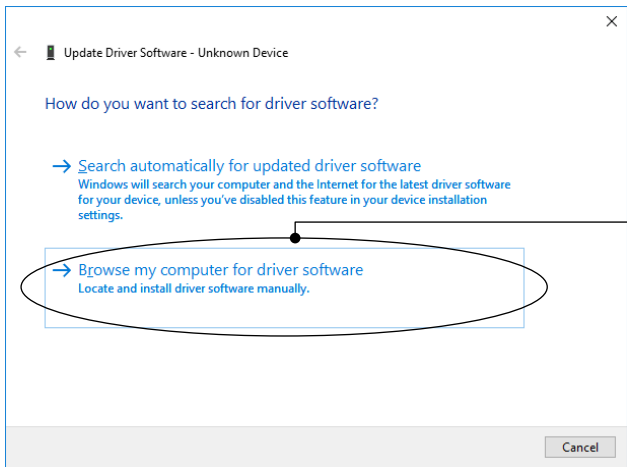 Update Driver Software - Unknown Device
How do you want to search for driver software?
Search automatically for updated driver software
Windows will search your computer and the Internet for the latest driver software
for your device, unless you've disabled this feature in your device installation
settings.
Browse my computer for driver software
Locate and install driver software manually.
Cancel